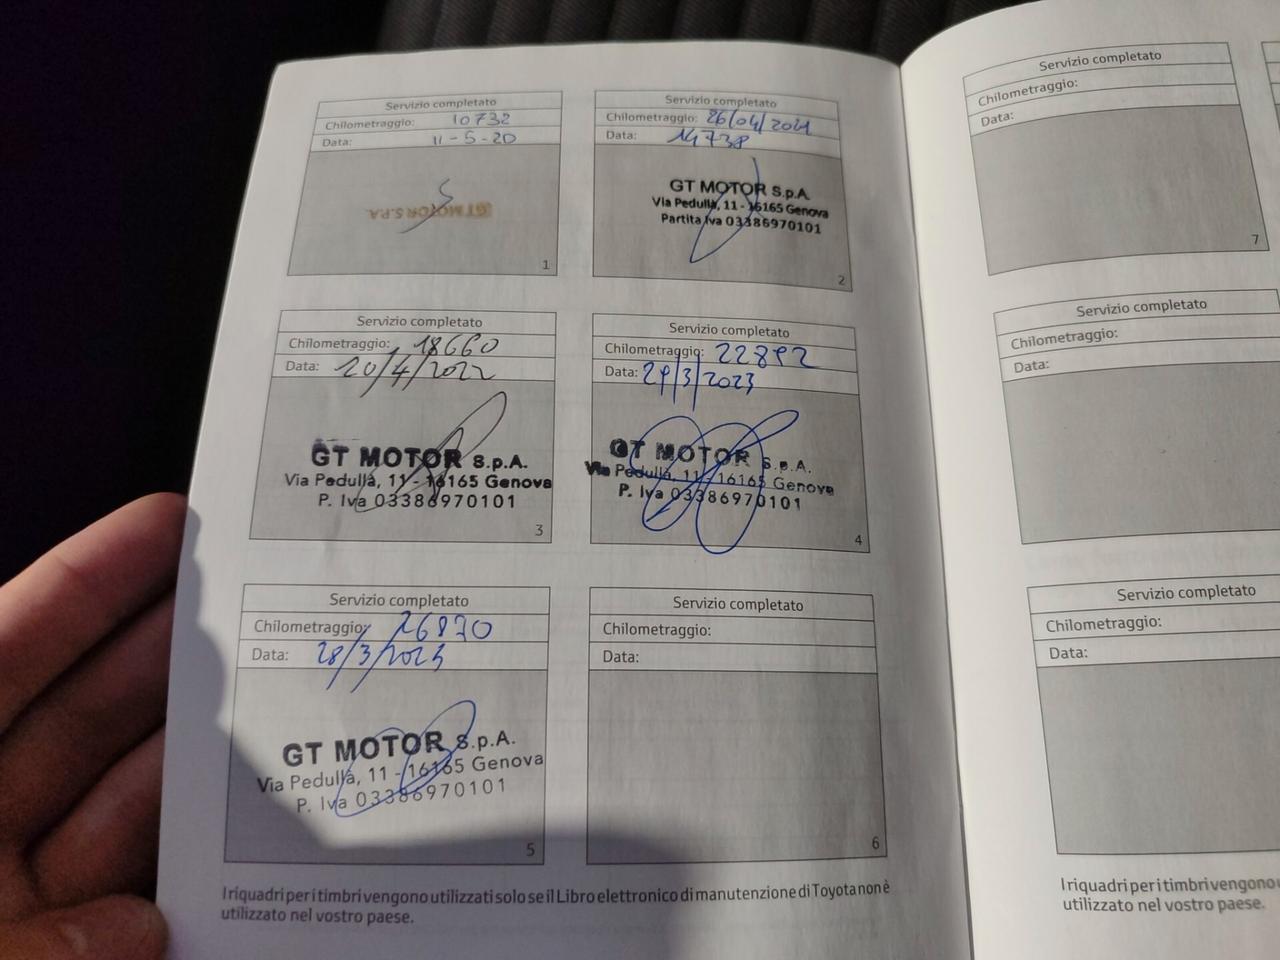 Servizio completato
Chilometraggio: 10732
Data: 11-5-20
GT MOTOR S.P.A.
1
Servizio completato
Chilometraggio: 26/04/2021
Data: 14738
GT MOTOR S.p.A.
Via Pedullà, 11 - 16165 Genova
Partita Iva 03386970101
2
Servizio completato
Chilometraggio: 18660
Data: 20/4/2022
GT MOTOR S.p.A.
Via Pedullà, 11 - 16165 Genova
P. Iva 03386970101
3
Servizio completato
Chilometraggio: 22892
Data: 29/3/2023
GT MOTOR S.p.A.
Via Pedullà, 11 - 16165 Genova
P. Iva 03386970101
4
Servizio completato
Chilometraggio: 26870
Data: 28/3/
GT MOTOR S.p.A.
Via Pedullà, 11 - 16165 Genova
P. Iva 03386970101
5
Servizio completato
Chilometraggio:
Data:
6
I riquadri per i timbri vengono utilizzati solo se il Libro elettronico di manutenzione di Toyota non è
utilizzato nel vostro paese.
Servizio completato
Chilometraggio:
Data:
7
Servizio completato
Chilometraggio:
Data:
Servizio completato
Chilometraggio:
Data:
I riquadri per i timbri vengono
utilizzato nel vostro paese.